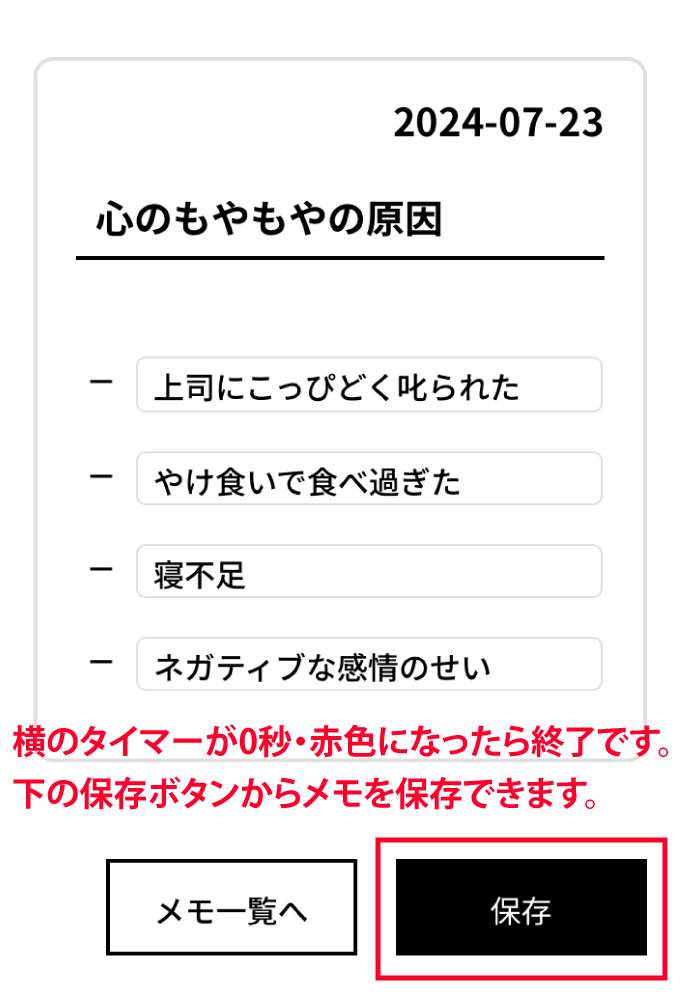 2024-07-23
心のもやもやの原因
– 上司にこっぴどく叱られた
– やけ食いで食べ過ぎた
– 寝不足
– ネガティブな感情のせい
横のタイマーが0秒・赤色になったら終了です。
下の保存ボタンからメモを保存できます。
メモ一覧へ
保存